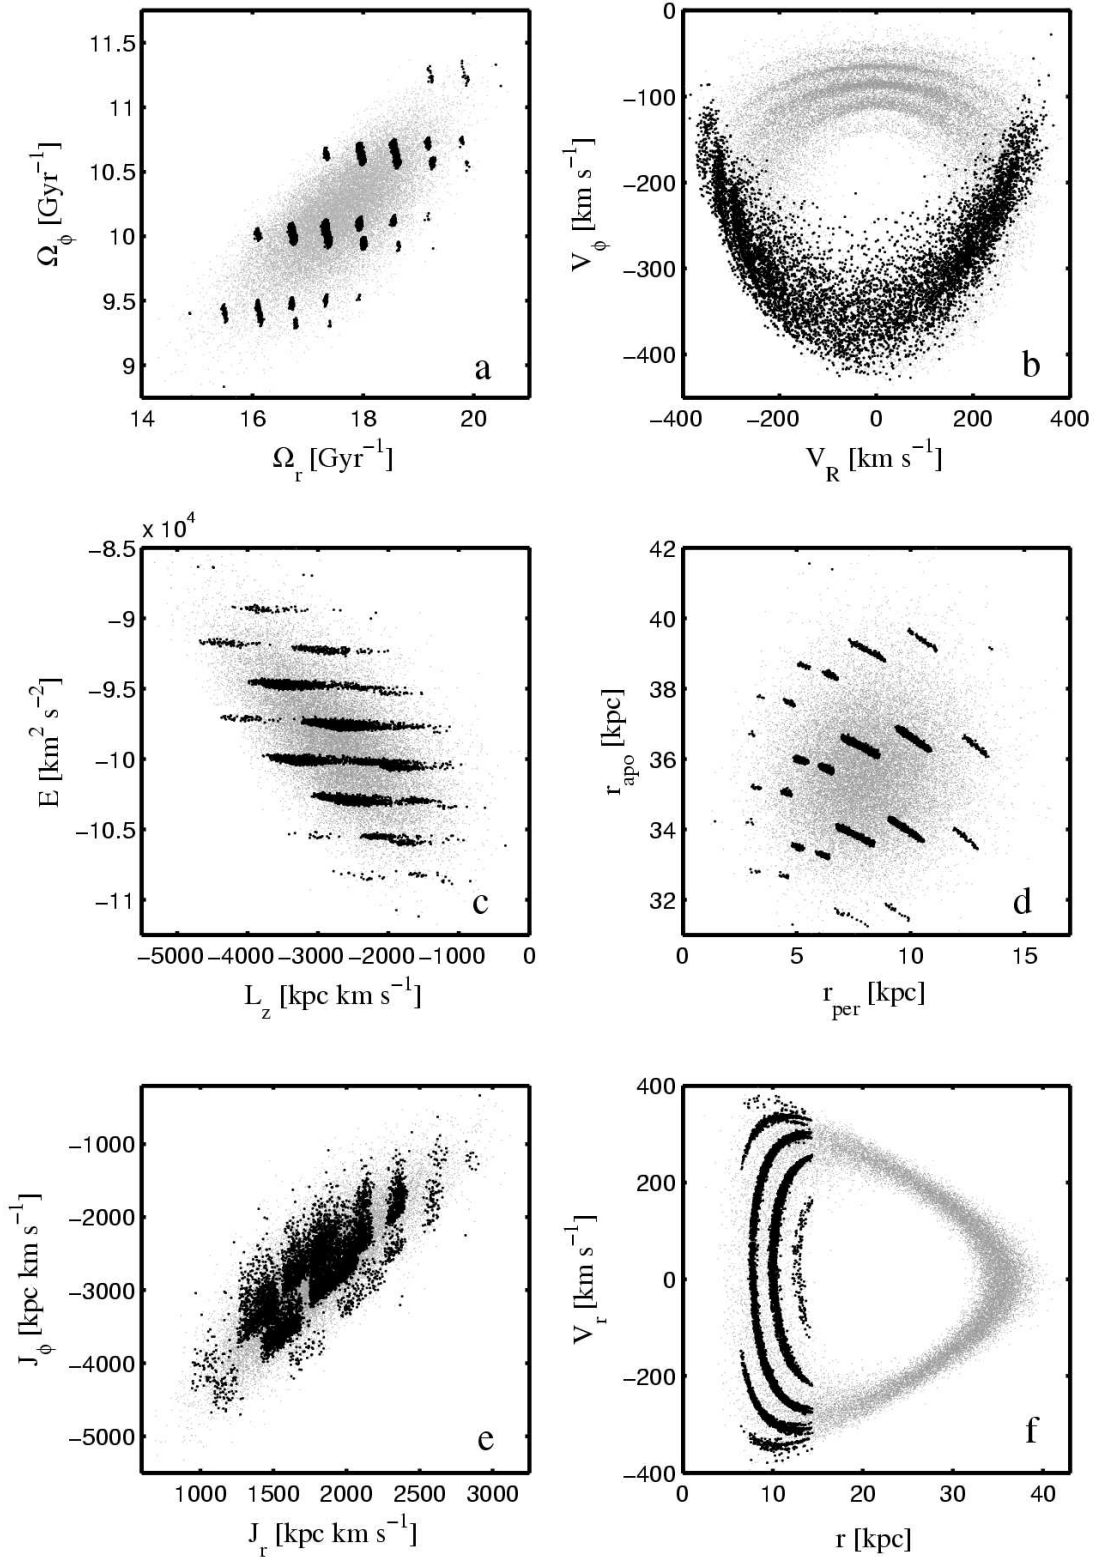 11.5
11
10.5
10
9.5
9
14 16 18 20
Ω_ϕ [Gyr⁻¹]
Ω_r [Gyr⁻¹]
a
0
−100
−200
−300
−400
−400 −200 0 200 400
V_ϕ [km s⁻¹]
V_R [km s⁻¹]
b
x 10⁴
−8.5
−9
−9.5
−10
−10.5
−11
−5000 −4000 −3000 −2000 −1000 0
E [km² s⁻²]
L_z [kpc km s⁻¹]
c
42
40
38
36
34
32
0 5 10 15
r_apo [kpc]
r_per [kpc]
d
−1000
−2000
−3000
−4000
−5000
1000 1500 2000 2500 3000
J_ϕ [kpc km s⁻¹]
J_r [kpc km s⁻¹]
e
400
200
0
−200
−400
0 10 20 30 40
V_r [km s⁻¹]
r [kpc]
f